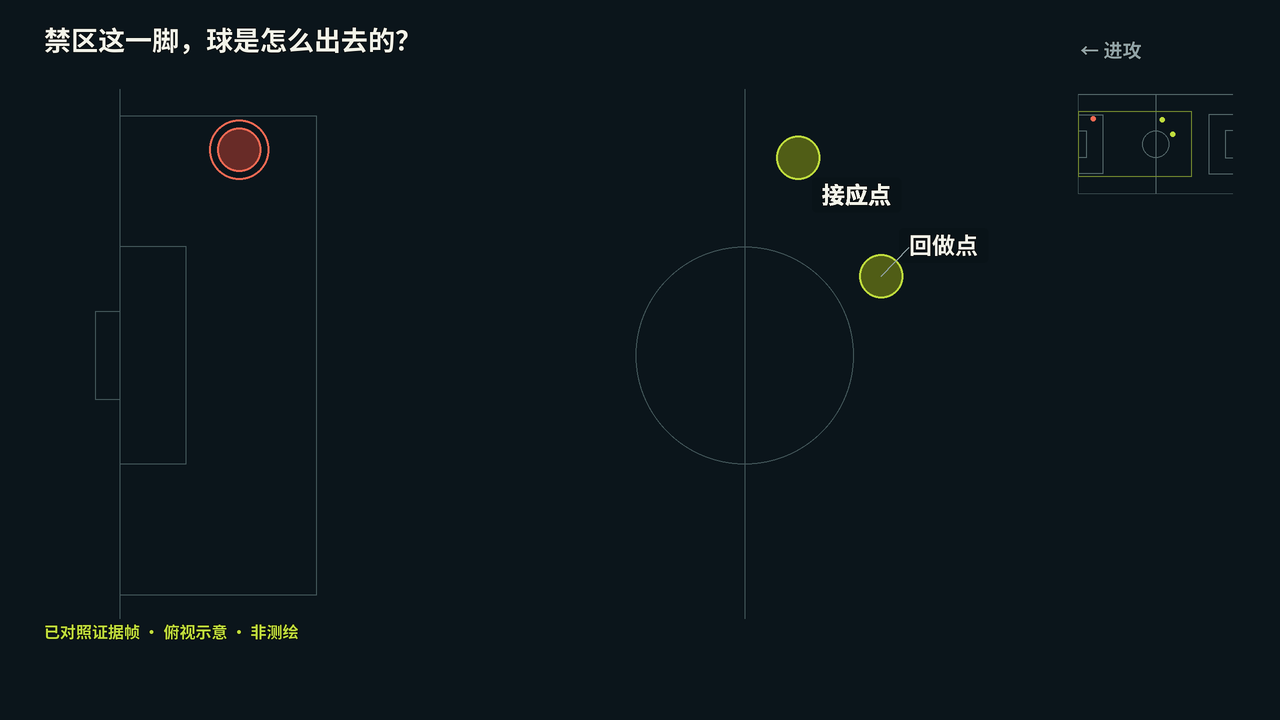 禁区这一脚，球是怎么出去的？
← 进攻
接应点
回做点
已对照证据帧 · 俯视示意 · 非测绘